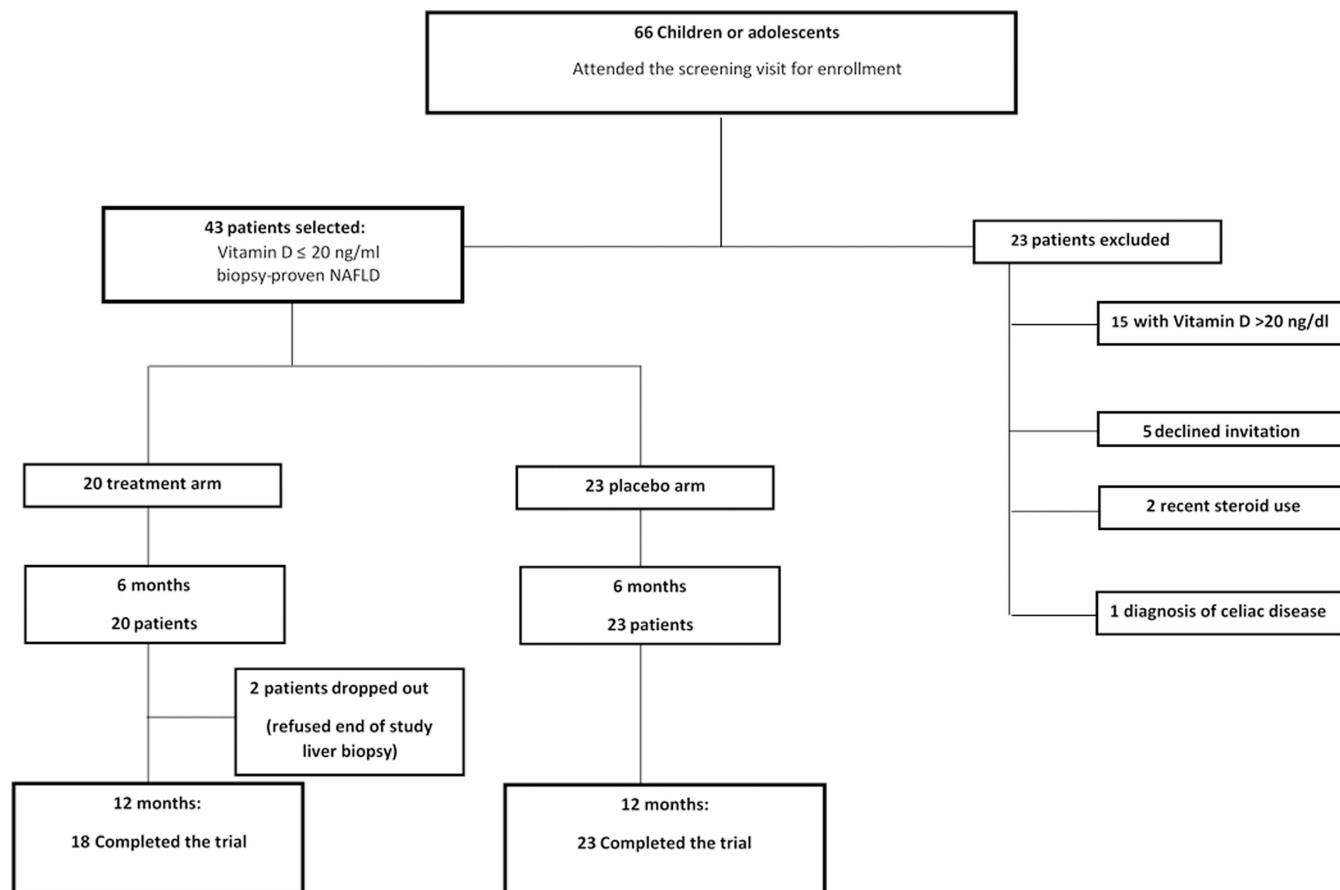 66 Children or adolescents
Attended the screening visit for enrollment
43 patients selected:
Vitamin D ≤ 20 ng/ml
biopsy-proven NAFLD
23 patients excluded
15 with Vitamin D >20 ng/dl
5 declined invitation
2 recent steroid use
1 diagnosis of celiac disease
20 treatment arm
23 placebo arm
6 months
20 patients
6 months
23 patients
2 patients dropped out
(refused end of study
liver biopsy)
12 months:
18 Completed the trial
12 months:
23 Completed the trial